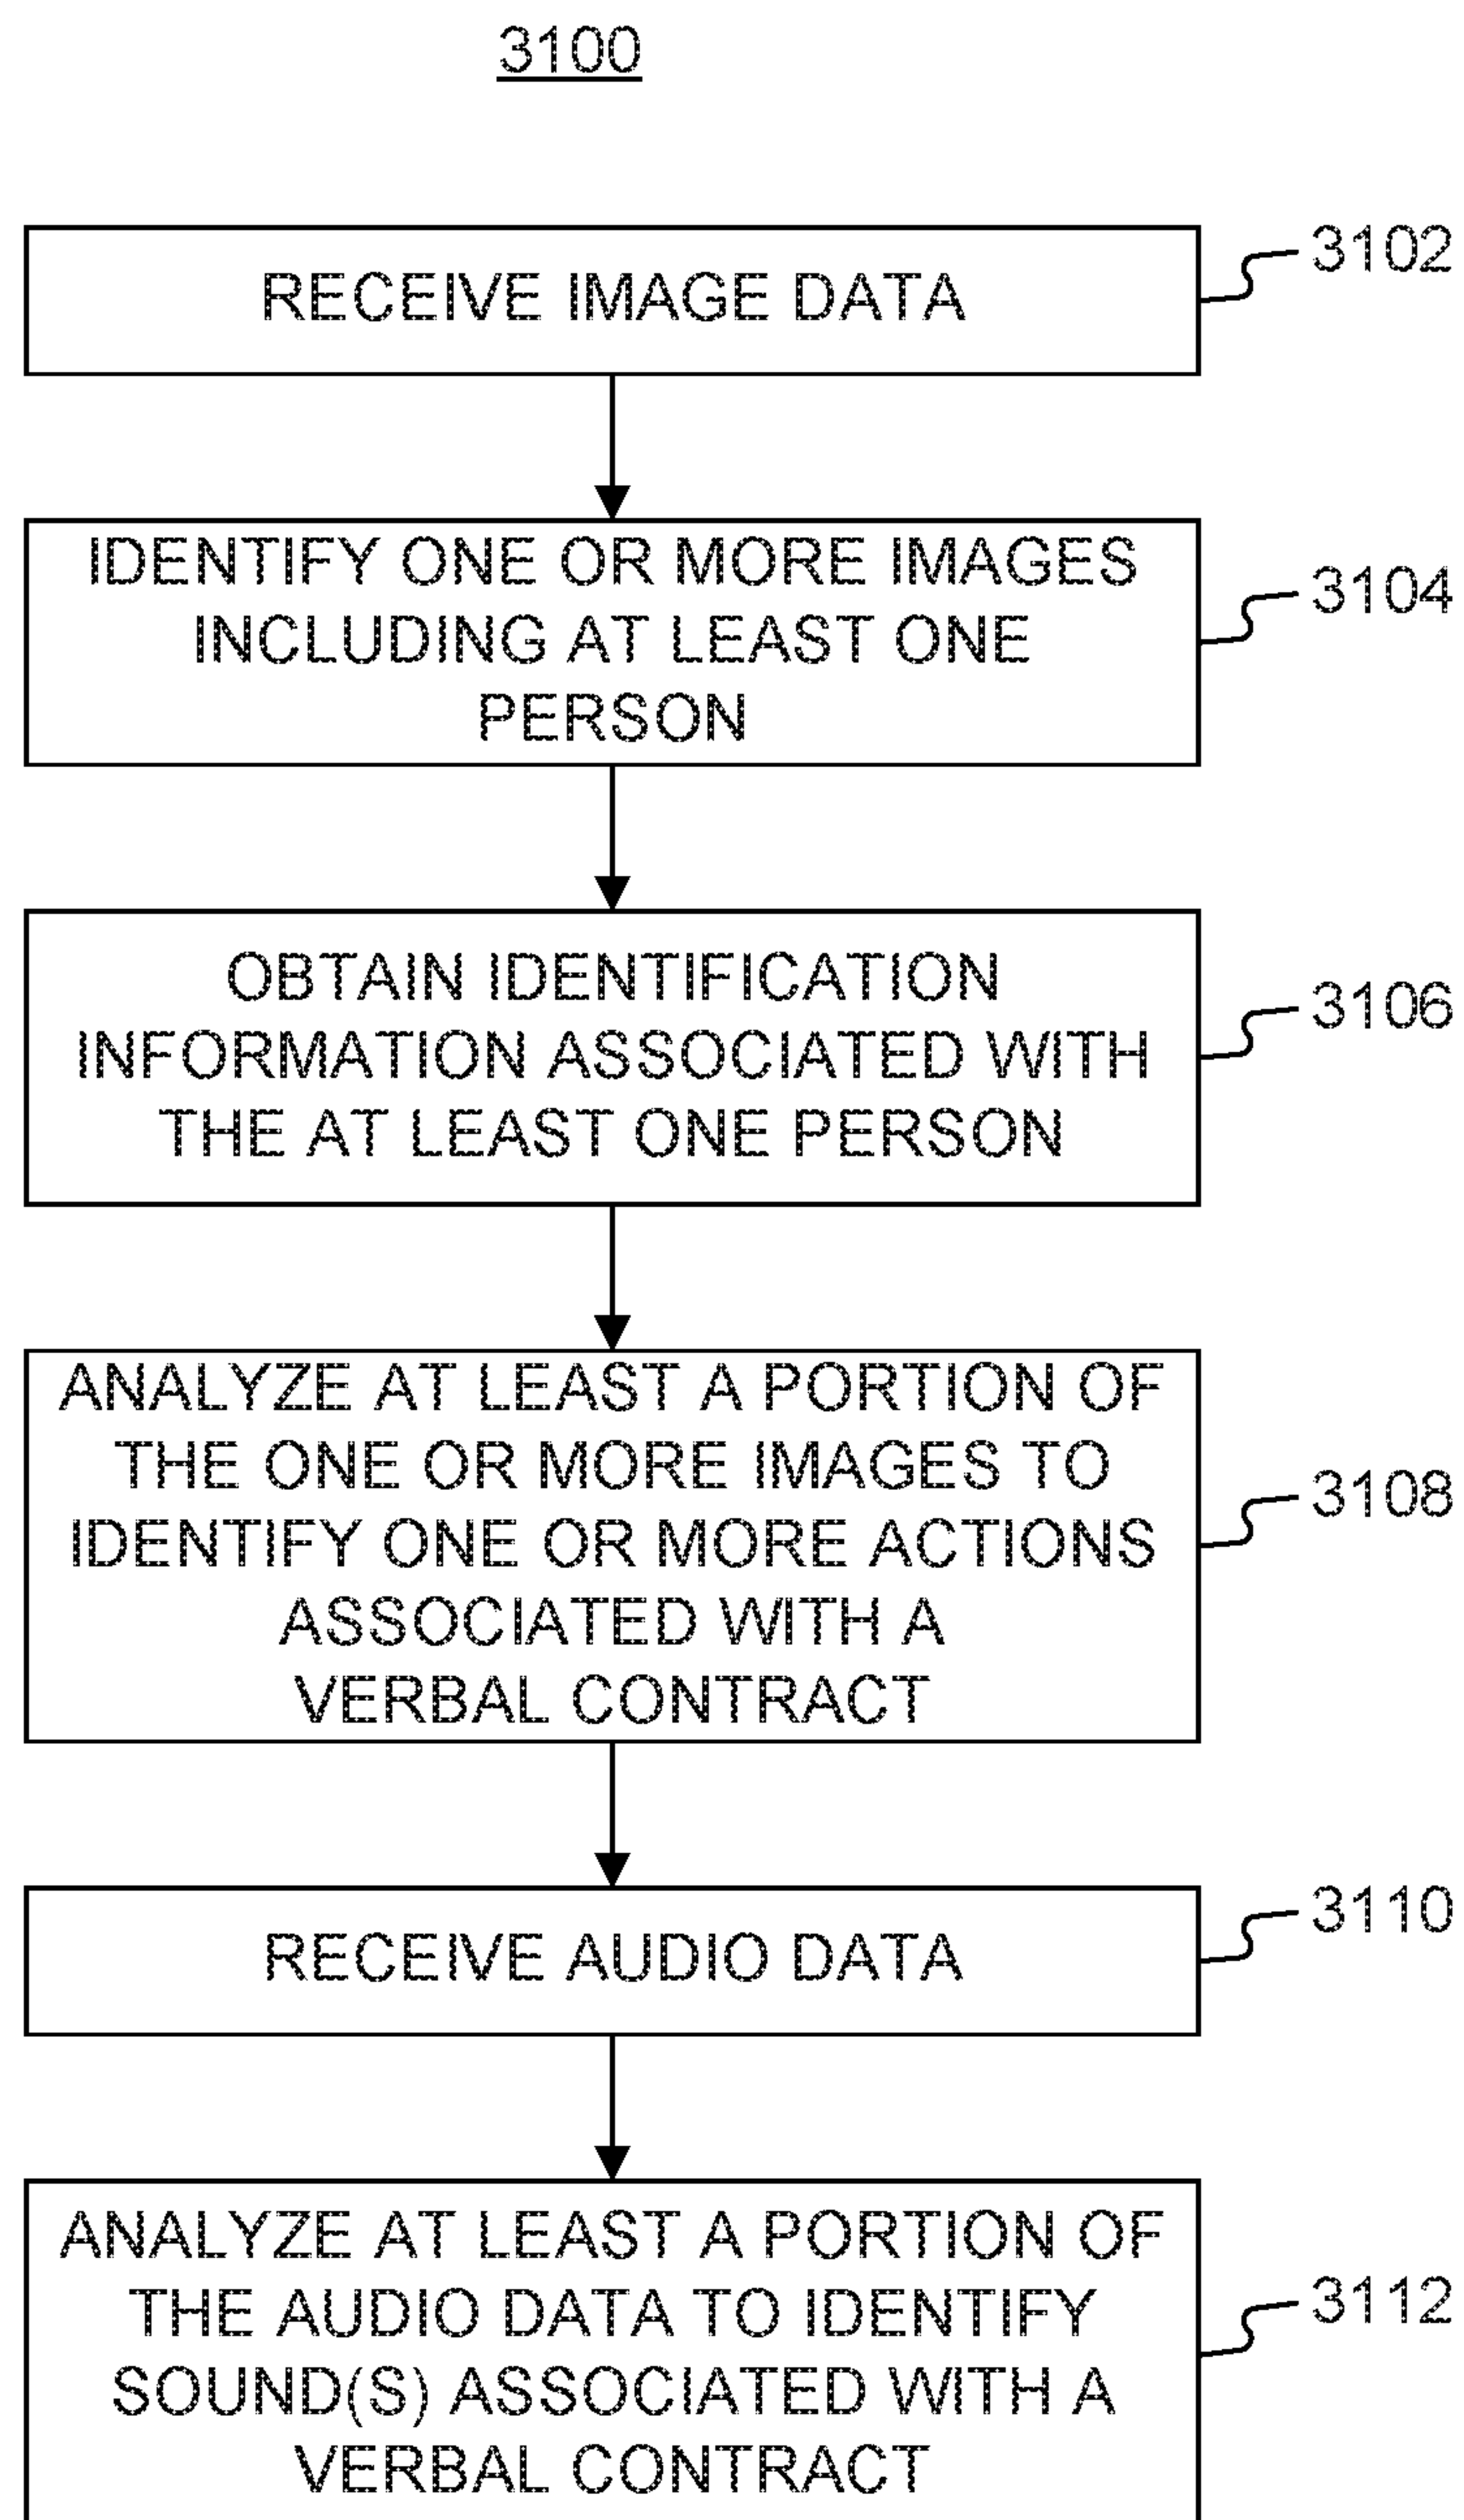 3100
RECEIVE IMAGE DATA
3102
IDENTIFY ONE OR MORE IMAGES
INCLUDING AT LEAST ONE
PERSON
3104
OBTAIN IDENTIFICATION
INFORMATION ASSOCIATED WITH
THE AT LEAST ONE PERSON
3106
ANALYZE AT LEAST A PORTION OF
THE ONE OR MORE IMAGES TO
IDENTIFY ONE OR MORE ACTIONS
ASSOCIATED WITH A
VERBAL CONTRACT
3108
RECEIVE AUDIO DATA
3110
ANALYZE AT LEAST A PORTION OF
THE AUDIO DATA TO IDENTIFY
SOUND(S) ASSOCIATED WITH A
VERBAL CONTRACT
3112